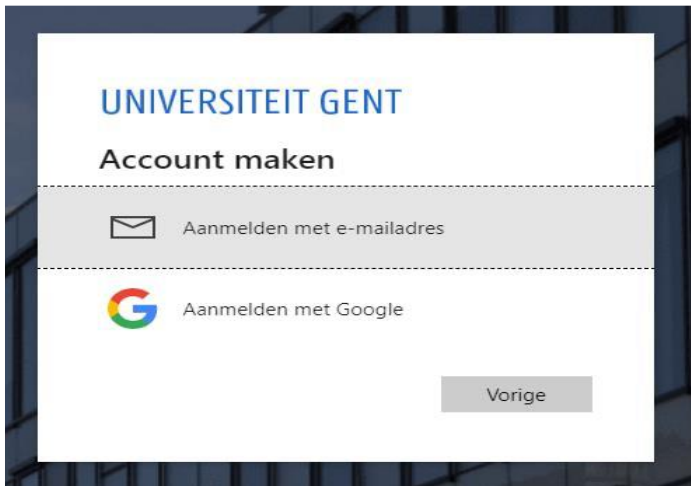 UNIVERSITEIT GENT
Account maken
Aanmelden met e-mailadres
Aanmelden met Google
Vorige